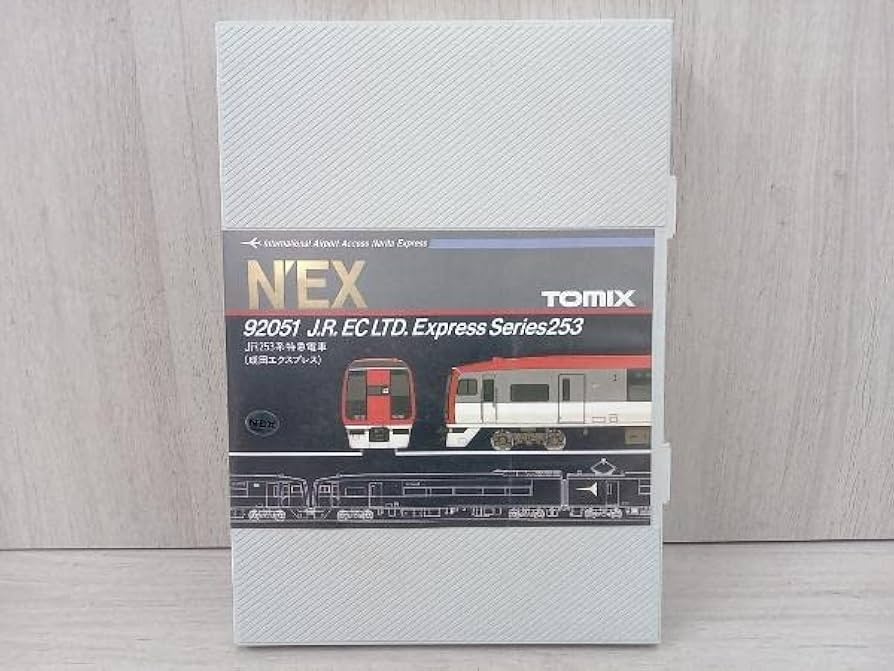 International Airport Access Narita Express
N'EX
TOMIX
92051 J.R. EC LTD. Express Series253
JR253系特急電車
(成田エクスプレス)
NEX